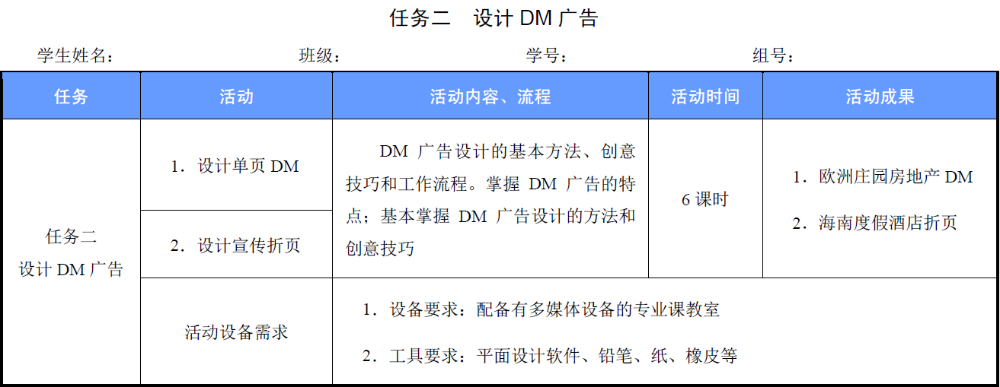 任务二　设计 DM 广告
学生姓名：　班级：　学号：　组号：
任务　活动　活动内容、流程　活动时间　活动成果
任务二
设计 DM 广告
1．设计单页 DM
2．设计宣传折页
DM 广告设计的基本方法、创意
技巧和工作流程。掌握 DM 广告的特
点；基本掌握 DM 广告设计的方法和
创意技巧
6 课时
1．欧洲庄园房地产 DM
2．海南度假酒店折页
活动设备需求
1．设备要求：配备有多媒体设备的专业课教室
2．工具要求：平面设计软件、铅笔、纸、橡皮等